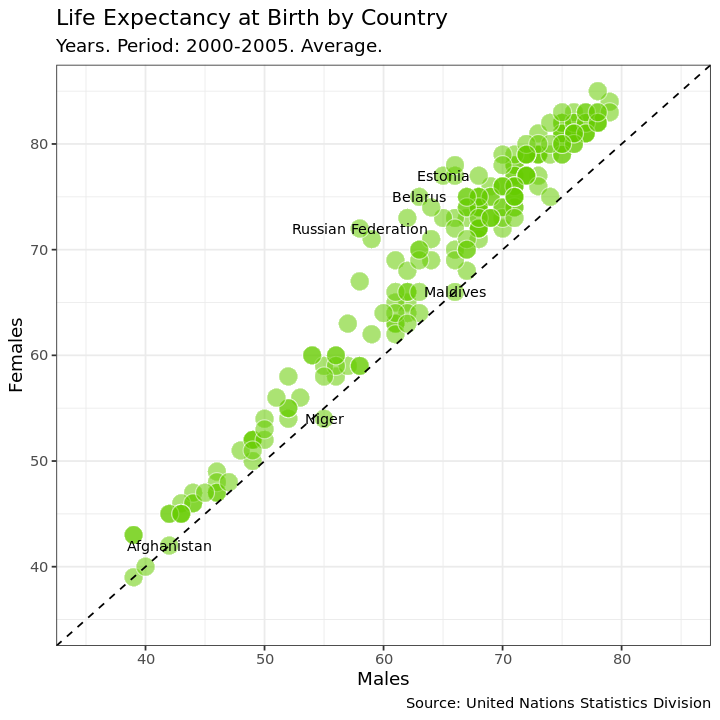 Life Expectancy at Birth by Country
Years. Period: 2000-2005. Average.
Females
80
70
60
50
40
Estonia
Belarus
Russian Federation
Maldives
Niger
Afghanistan
40 50 60 70 80
Males
Source: United Nations Statistics Division